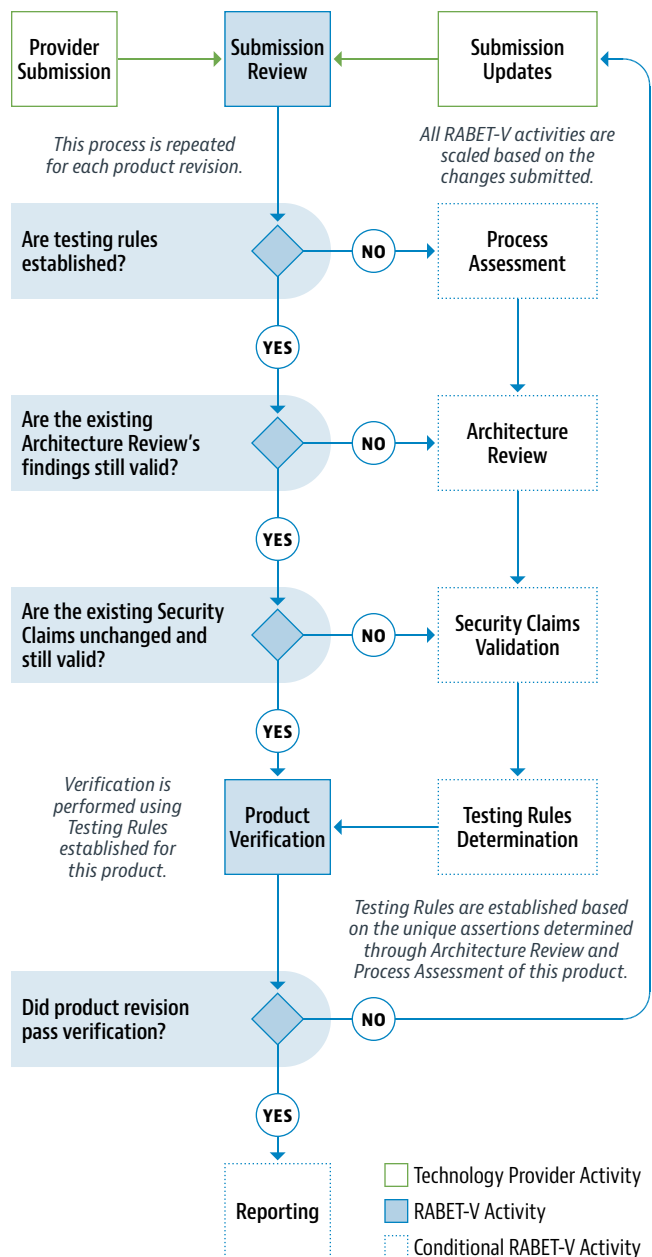 Provider
Submission
Submission
Review
Submission
Updates
This process is repeated
for each product revision.
All RABET-V activities are
scaled based on the
changes submitted.
Are testing rules
established?
NO
Process
Assessment
YES
Are the existing
Architecture Review's
findings still valid?
NO
Architecture
Review
YES
Are the existing Security
Claims unchanged and
still valid?
NO
Security Claims
Validation
YES
Verification is
performed using
Testing Rules
established for
this product.
Product
Verification
Testing Rules
Determination
Testing Rules are established based
on the unique assertions determined
through Architecture Review and
Process Assessment of this product.
Did product revision
pass verification?
NO
YES
Reporting
Technology Provider Activity
RABET-V Activity
Conditional RABET-V Activity